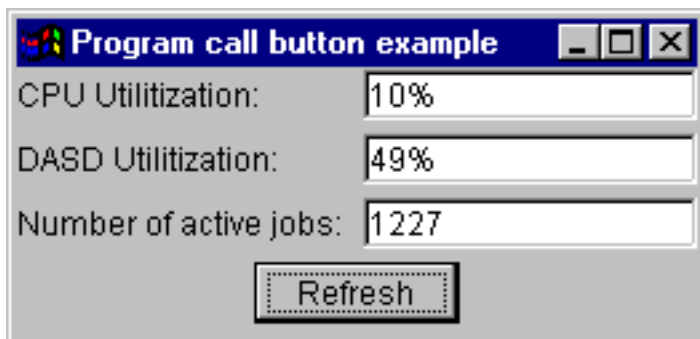 Program call button example
CPU Utilitization: 10%
DASD Utilitization: 49%
Number of active jobs: 1227
Refresh